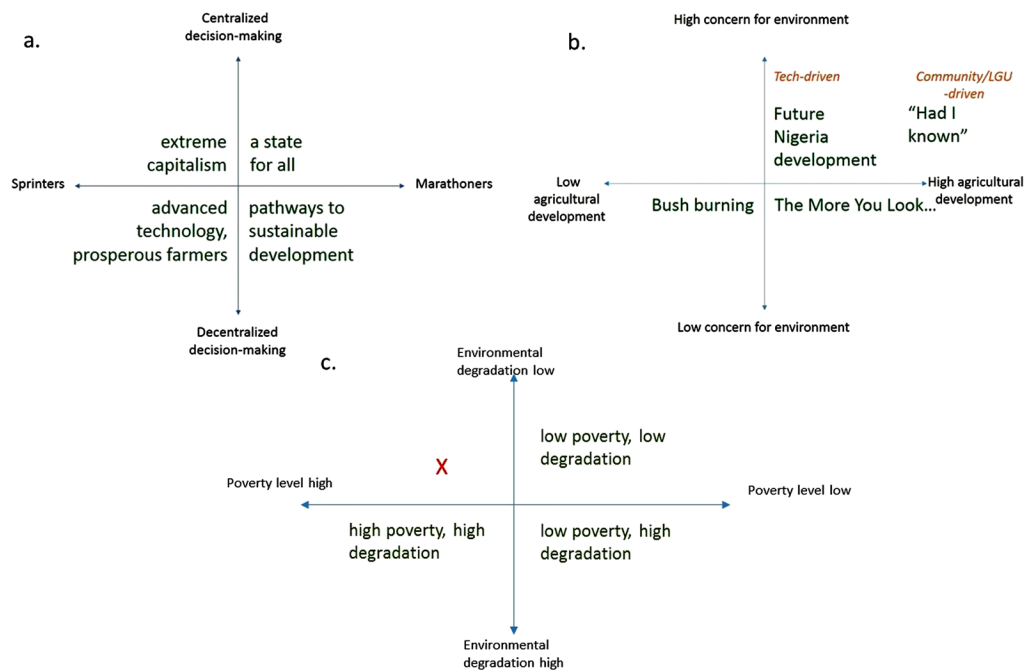 a.
Centralized
decision-making
extreme
capitalism
a state
for all
Sprinters
Marathoners
advanced
technology,
prosperous farmers
pathways to
sustainable
development
Decentralized
decision-making
b.
High concern for environment
Tech-driven
Community/LGU
-driven
Future
Nigeria
development
“Had I
known”
Low
agricultural
development
High agricultural
development
Bush burning
The More You Look...
Low concern for environment
c.
Environmental
degradation low
low poverty, low
degradation
X
Poverty level high
Poverty level low
high poverty, high
degradation
low poverty, high
degradation
Environmental
degradation high